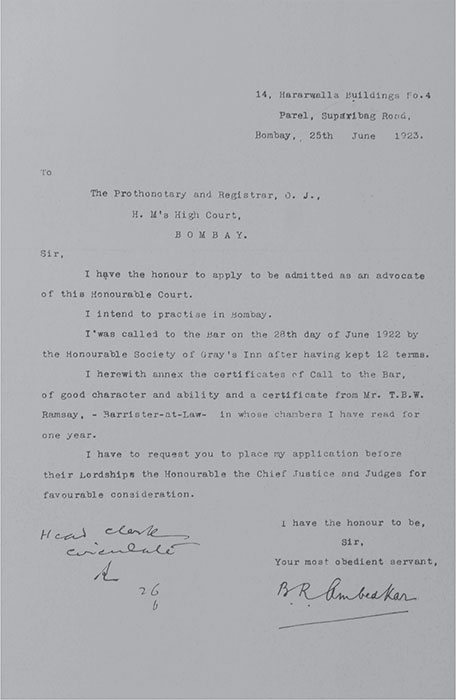 14, Hararwalla Buildings No.4
Parel, Suparibag Road,
Bombay, 25th June 1923.
To
The Prothonotary and Registrar, O. J.,
H. M's High Court,
B O M B A Y.
Sir,
I have the honour to apply to be admitted as an advocate
of this Honourable Court.
I intend to practise in Bombay.
I was called to the Bar on the 28th day of June 1922 by
the Honourable Society of Gray's Inn after having kept 12 terms.
I herewith annex the certificates of Call to the Bar,
of good character and ability and a certificate from Mr. T.B.W.
Ramsay, - Barrister-at-Law- in whose chambers I have read for
one year.
I have to request you to place my application before
their Lordships the Honourable the Chief Justice and Judges for
favourable consideration.
I have the honour to be,
Sir,
Your most obedient servant,
B. R. Ambedkar
Head clerk
circulate
26
6